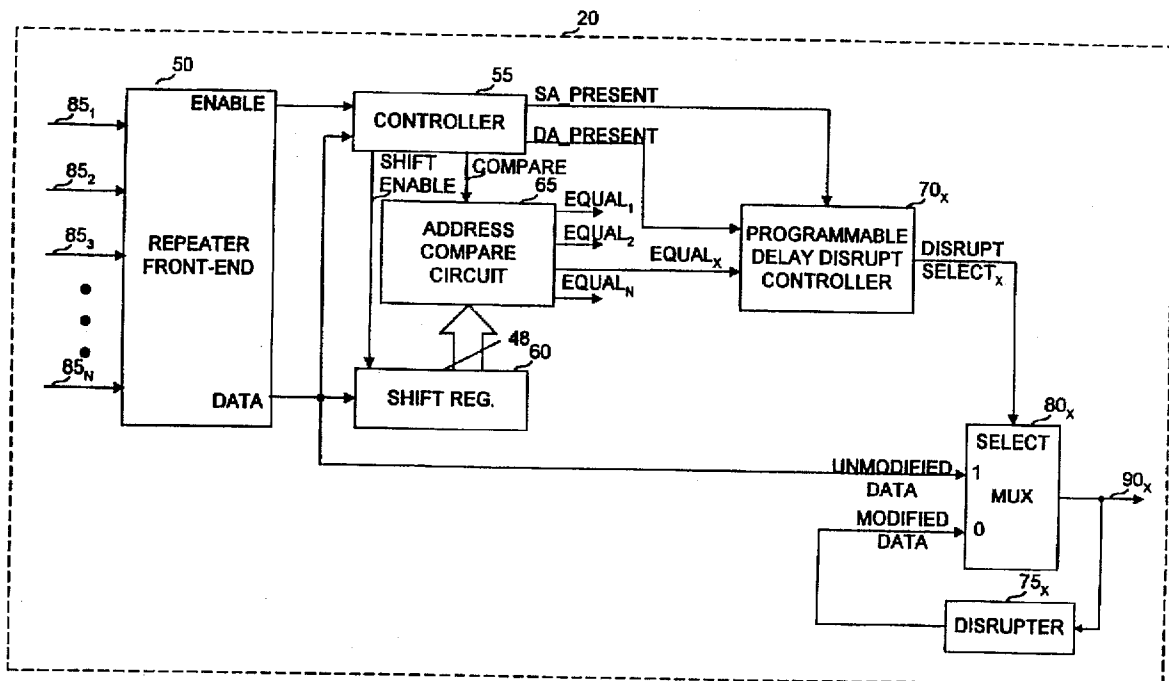 20
50
ENABLE
85₁
85₂
85₃
85N
REPEATER
FRONT-END
DATA
55
CONTROLLER
SA_PRESENT
DA_PRESENT
SHIFT
ENABLE
COMPARE
65
ADDRESS
COMPARE
CIRCUIT
EQUAL₁
EQUAL₂
EQUALX
EQUALN
70X
PROGRAMMABLE
DELAY DISRUPT
CONTROLLER
DISRUPT
SELECTX
48
60
SHIFT REG.
80X
SELECT
UNMODIFIED
DATA
1
MUX
90X
MODIFIED
DATA
0
75X
DISRUPTER